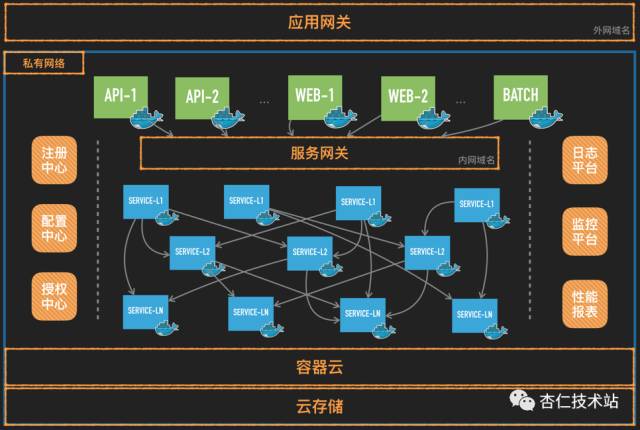 应用网关
外网域名
私有网络
API-1
API-2
...
WEB-1
WEB-2
...
BATCH
服务网关
内网域名
注册
中心
配置
中心
授权
中心
日志
平台
监控
平台
性能
报表
SERVICE-L1
SERVICE-L1
SERVICE-L1
SERVICE-L1
SERVICE-L2
SERVICE-L2
SERVICE-L2
SERVICE-LN
SERVICE-LN
SERVICE-LN
SERVICE-LN
容器云
云存储
杏仁技术站